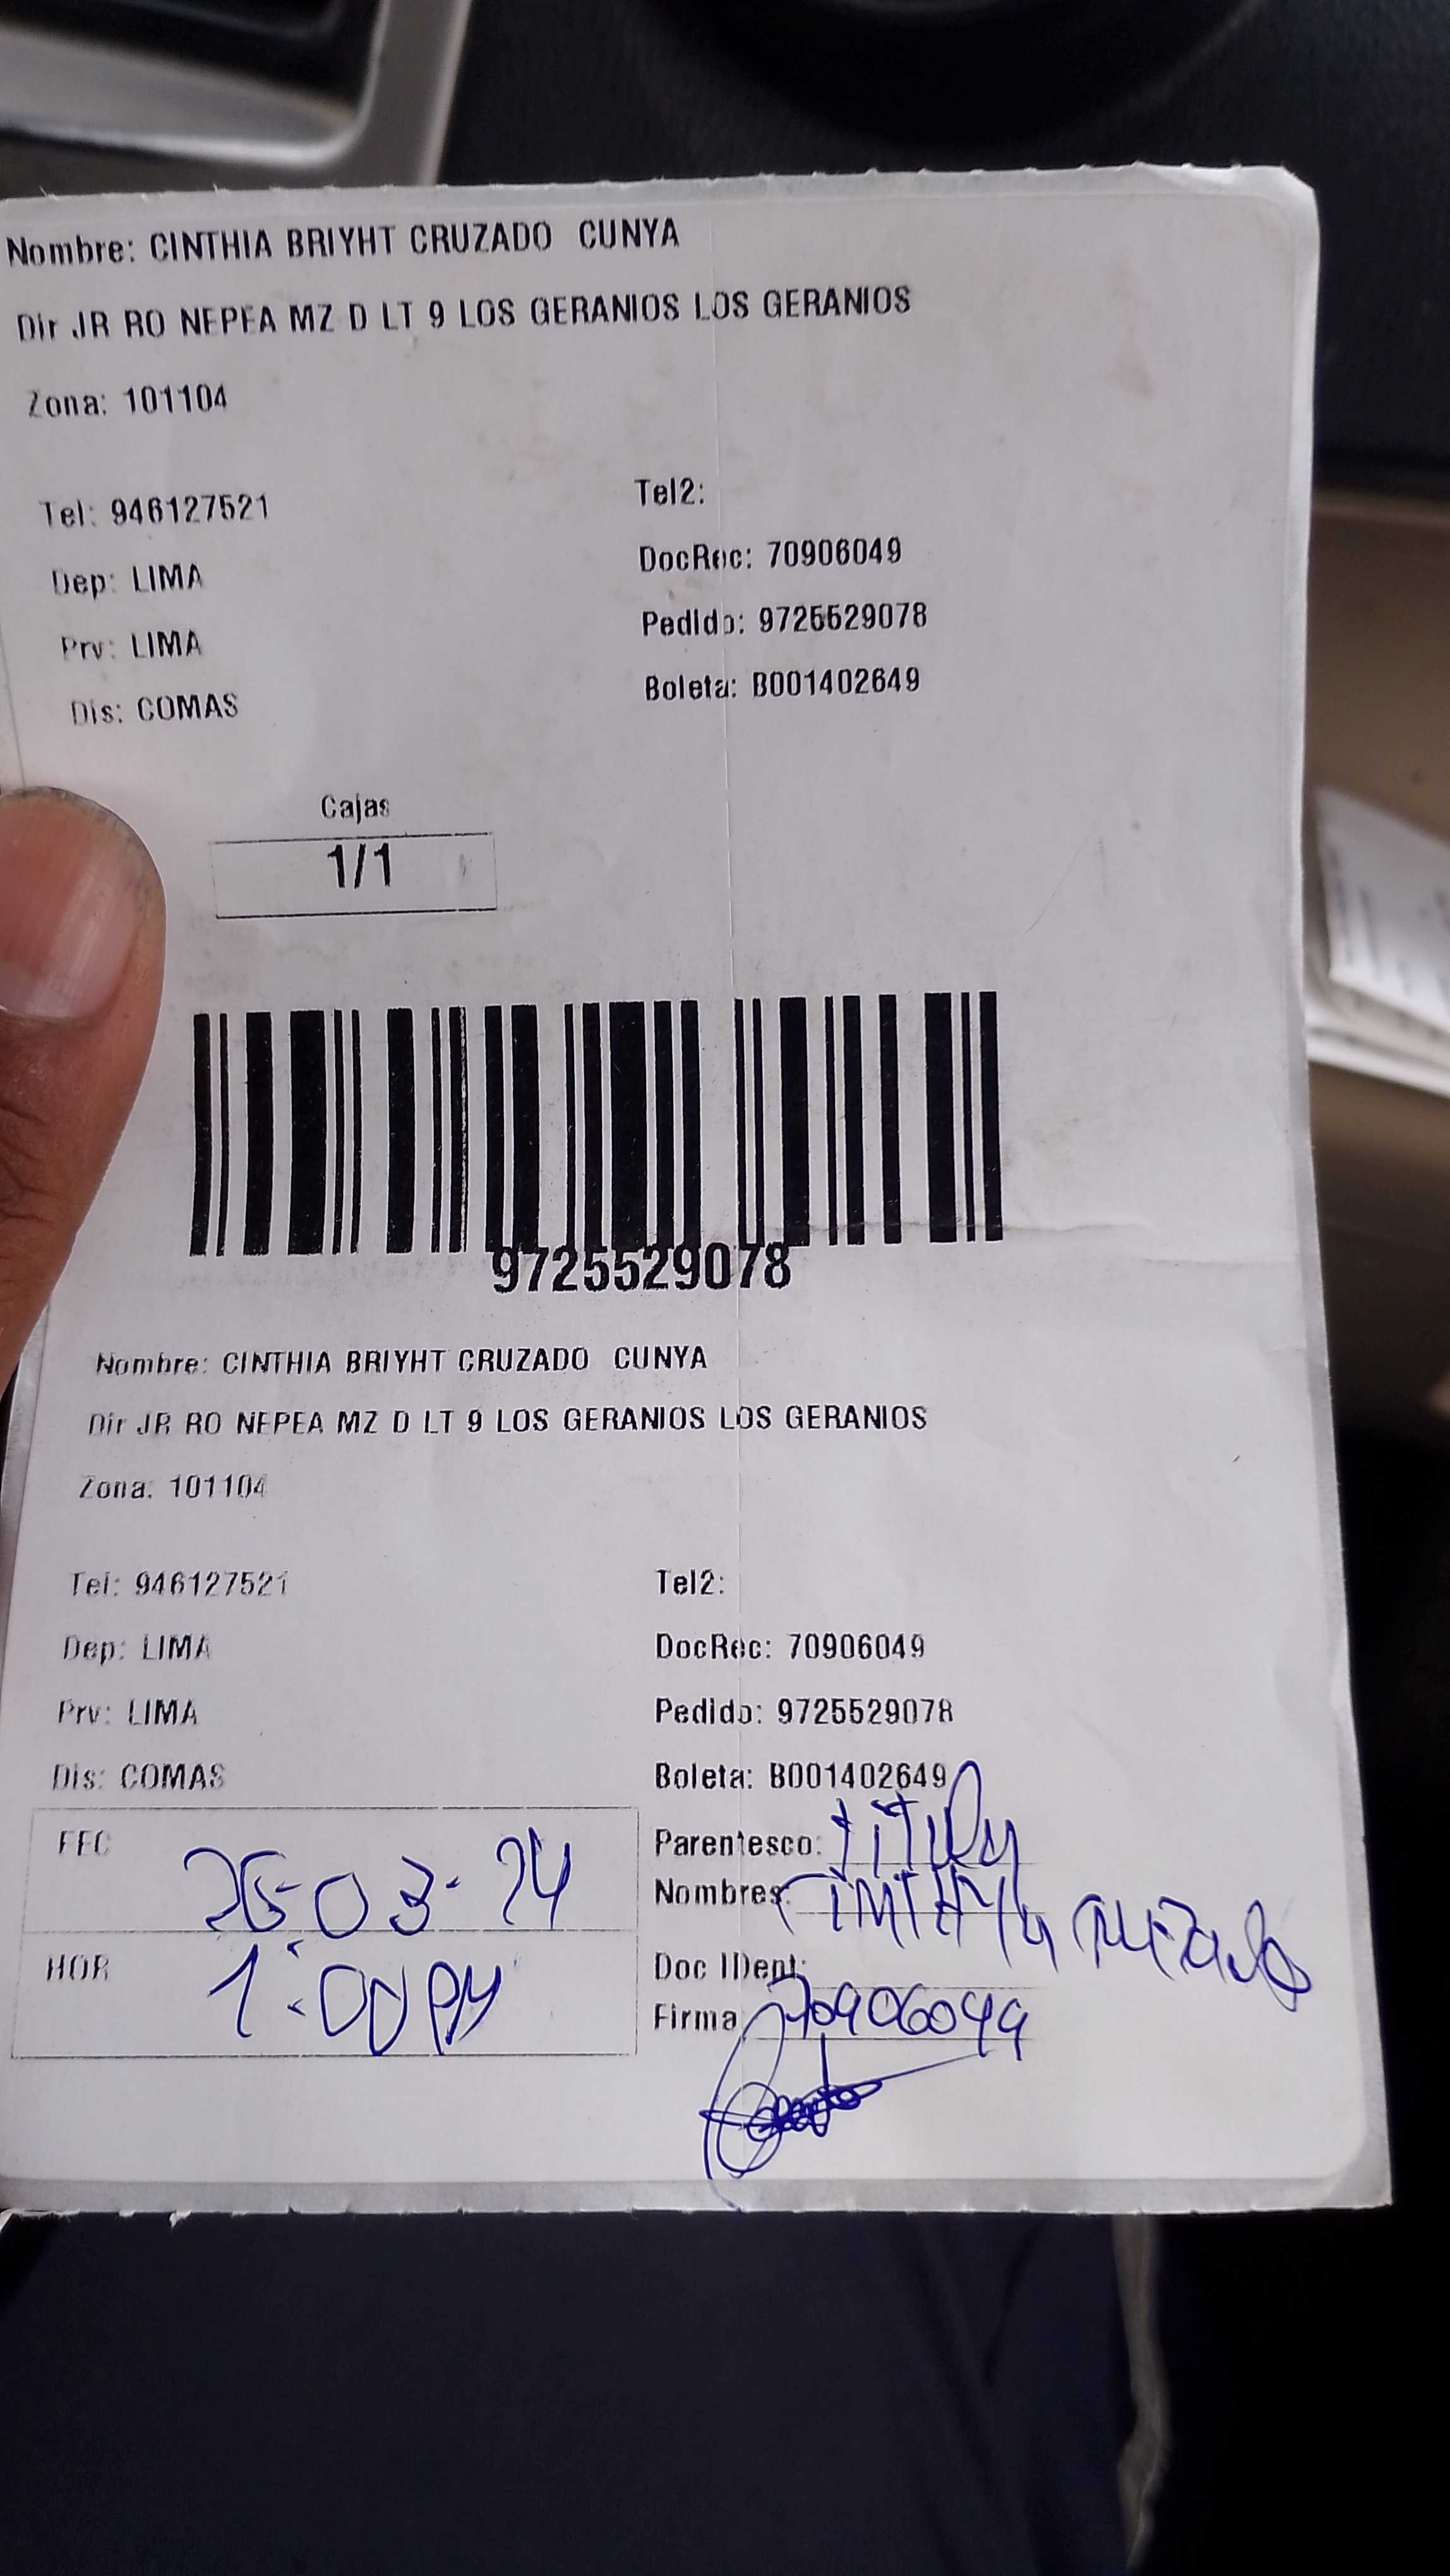 Nombre: CINTHIA BRIYHT CRUZADO CUNYA
Dir JR RO NEPEA MZ D LT 9 LOS GERANIOS LOS GERANIOS
Zona: 101104
Tel: 946127521 Tel2:
Dep: LIMA DocRec: 70906049
Prv: LIMA Pedido: 9725529078
Dis: COMAS Boleta: B001402649
Cajas
1/1
9725529078
Nombre: CINTHIA BRIYHT CRUZADO CUNYA
Dir JR RO NEPEA MZ D LT 9 LOS GERANIOS LOS GERANIOS
Zona: 101104
Tel: 946127521 Tel2:
Dep: LIMA DocRec: 70906049
Prv: LIMA Pedido: 9725529078
Dis: COMAS Boleta: B001402649
FEC 26-03-24 Parentesco: titular
Nombres: Cinthya Cruzado
HOR 1:00 PM Doc IDent:
Firma 70906049